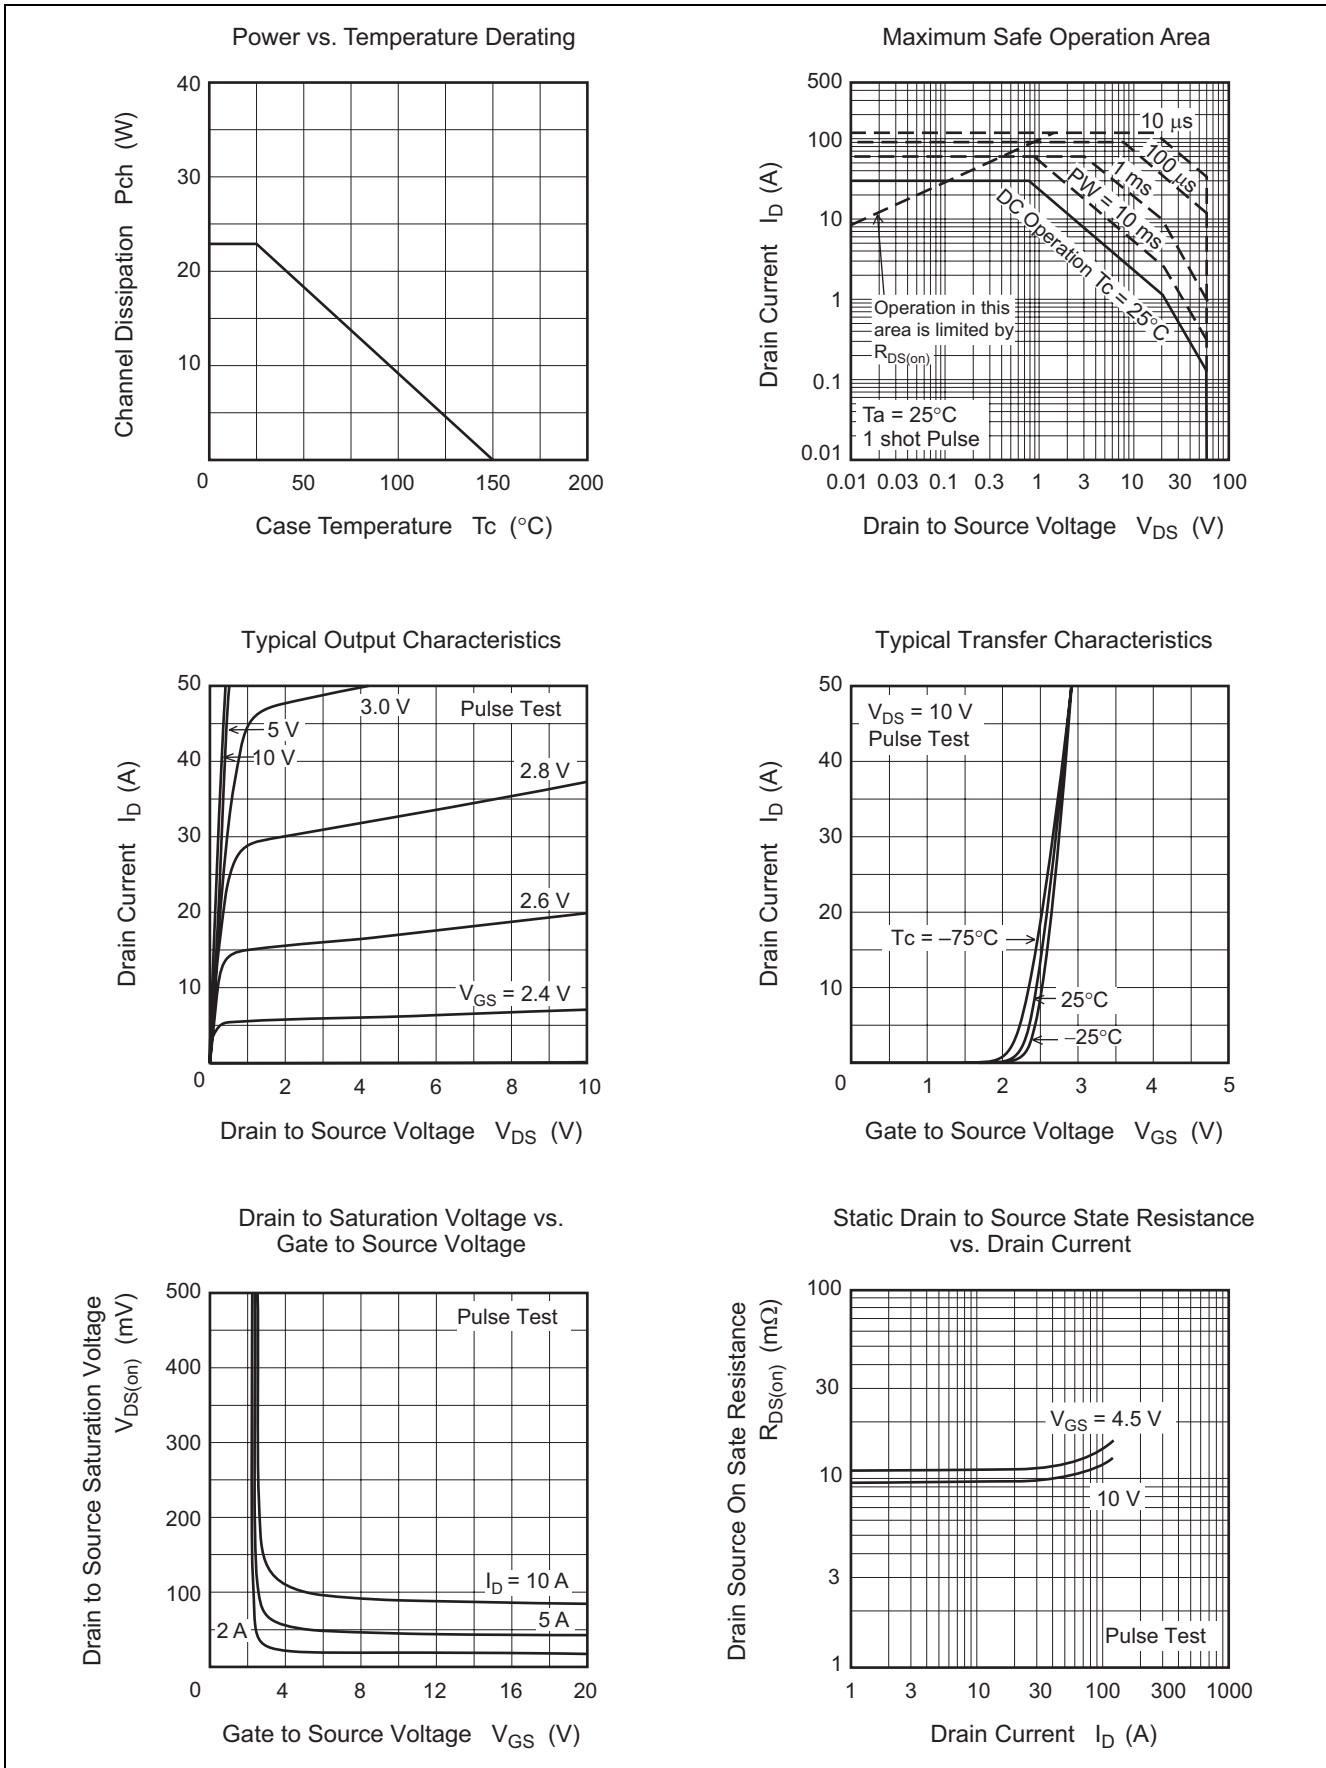 Power vs. Temperature Derating
Channel Dissipation Pch (W)
40
30
20
10
0
50
100
150
200
Case Temperature Tc (°C)
Maximum Safe Operation Area
Drain Current I_D (A)
500
100
10
1
0.1
0.01
10 μs
100 μs
1 ms
PW = 10 ms
DC Operation Tc = 25°C
Operation in this
area is limited by
R_DS(on)
Ta = 25°C
1 shot Pulse
0.01 0.03 0.1 0.3 1 3 10 30 100
Drain to Source Voltage V_DS (V)
Typical Output Characteristics
Drain Current I_D (A)
50
40
30
20
10
0
2
4
6
8
10
3.0 V
Pulse Test
5 V
10 V
2.8 V
2.6 V
V_GS = 2.4 V
Drain to Source Voltage V_DS (V)
Typical Transfer Characteristics
Drain Current I_D (A)
50
40
30
20
10
0
1
2
3
4
5
V_DS = 10 V
Pulse Test
Tc = –75°C
25°C
–25°C
Gate to Source Voltage V_GS (V)
Drain to Saturation Voltage vs.
Gate to Source Voltage
Drain to Source Saturation Voltage
V_DS(on) (mV)
500
400
300
200
100
0
4
8
12
16
20
Pulse Test
I_D = 10 A
5 A
2 A
Gate to Source Voltage V_GS (V)
Static Drain to Source State Resistance
vs. Drain Current
Drain Source On Sate Resistance
R_DS(on) (mΩ)
100
30
10
3
1
V_GS = 4.5 V
10 V
Pulse Test
1
3
10
30
100
300
1000
Drain Current I_D (A)